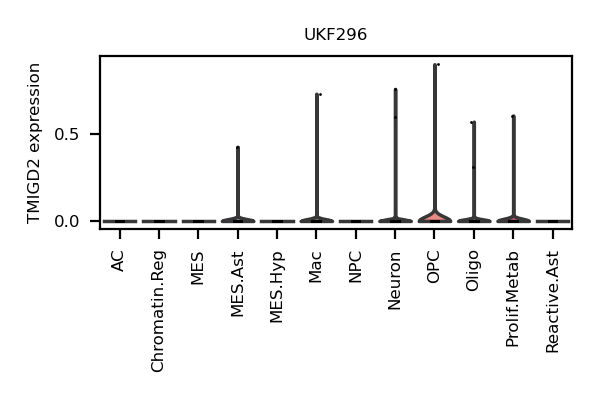 UKF296
TMIGD2 expression
0.5
0.0
AC
Chromatin.Reg
MES
MES.Ast
MES.Hyp
Mac
NPC
Neuron
OPC
Oligo
Prolif.Metab
Reactive.Ast